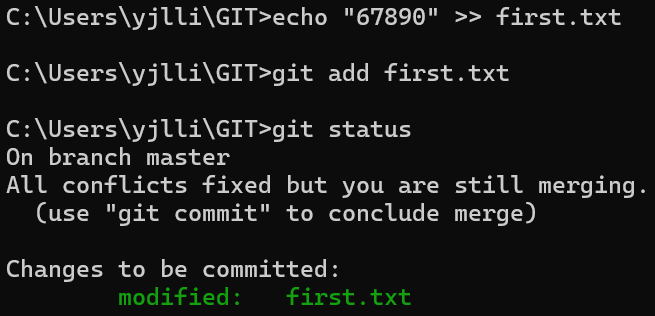 C:\Users\yjlli\GIT>echo "67890" >> first.txt
C:\Users\yjlli\GIT>git add first.txt
C:\Users\yjlli\GIT>git status
On branch master
All conflicts fixed but you are still merging.
  (use "git commit" to conclude merge)
Changes to be committed:
        modified:   first.txt